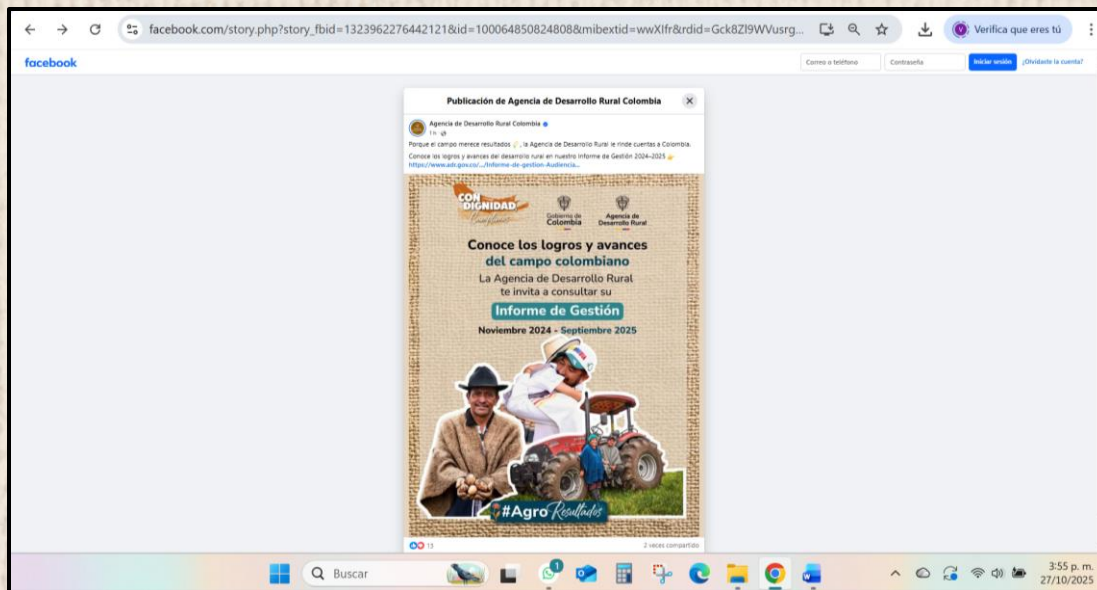 facebook.com/story.php?story_fbid=1323962276442121&id=100064850824808&mibextid=wwXIfr&rdid=Gck8ZI9WVusrg...
Verifica que eres tú
facebook
Correo o teléfono
Contraseña
Iniciar sesión
¿Olvidaste la cuenta?
Publicación de Agencia de Desarrollo Rural Colombia
Agencia de Desarrollo Rural Colombia
1 h
Porque el campo merece resultados, la Agencia de Desarrollo Rural le rinde cuentas a Colombia.
Conoce los logros y avances del desarrollo rural en nuestro Informe de Gestión 2024-2025
https://www.adr.gov.co/.../Informe-de-gestion-Audiencia...
CON
DIGNIDAD
Cumplimos
Gobierno de
Colombia
Agencia de
Desarrollo Rural
Conoce los logros y avances
del campo colombiano
La Agencia de Desarrollo Rural
te invita a consultar su
Informe de Gestión
Noviembre 2024 - Septiembre 2025
#Agro Resultados
13
2 veces compartido
Buscar
1
3:55 p. m.
27/10/2025